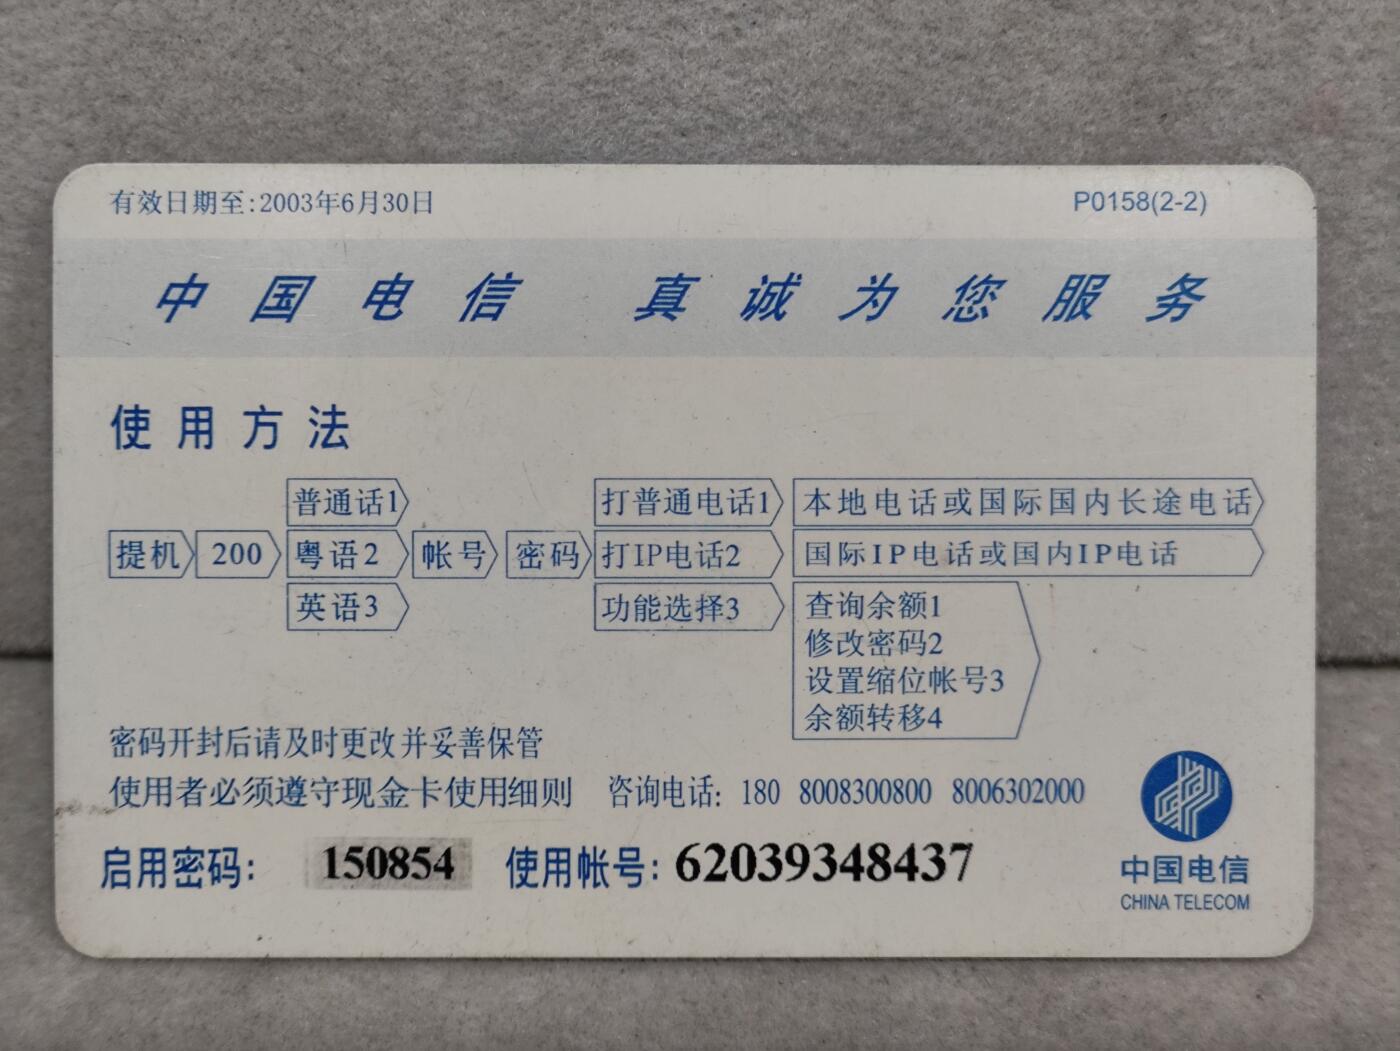 有效日期至:2003年6月30日 P0158(2-2)
中国电信 真诚为您服务
使用方法
普通话1 打普通电话1 本地电话或国际国内长途电话
提机 200 粤语2 帐号 密码 打IP电话2 国际IP电话或国内IP电话
英语3 功能选择3 查询余额1
修改密码2
设置缩位帐号3
余额转移4
密码开封后请及时更改并妥善保管
使用者必须遵守现金卡使用细则 咨询电话: 180 8008300800 8006302000
启用密码: 150854 使用帐号: 62039348437
中国电信
CHINA TELECOM